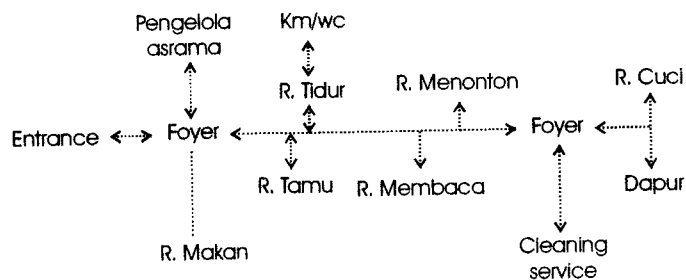 Pengelola
asrama
Km/wc
R. Tidur
R. Menonton
R. Cuci
Entrance
Foyer
Foyer
R. Tamu
R. Membaca
Dapur
R. Makan
Cleaning
service